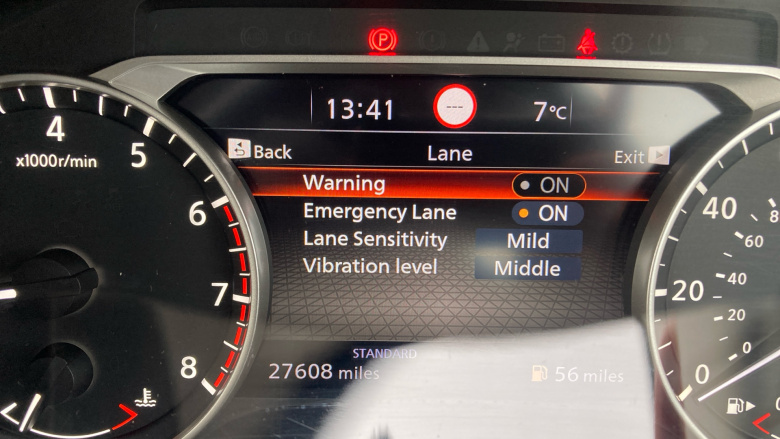 P
13:41 --- 7°C
Back Lane Exit
Warning ON
Emergency Lane ON
Lane Sensitivity Mild
Vibration level Middle
STANDARD
27608 miles 56 miles
4
5
6
7
8
x1000r/min
40
20
0
60
40
20
0
8